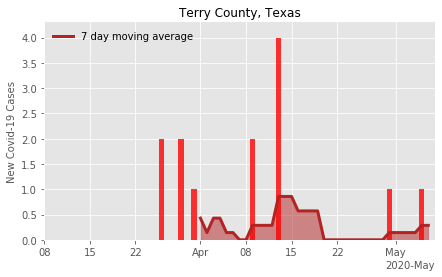 Terry County, Texas
7 day moving average
New Covid-19 Cases
4.0
3.5
3.0
2.5
2.0
1.5
1.0
0.5
0.0
08 15 22 Apr 08 15 22 May
2020-May